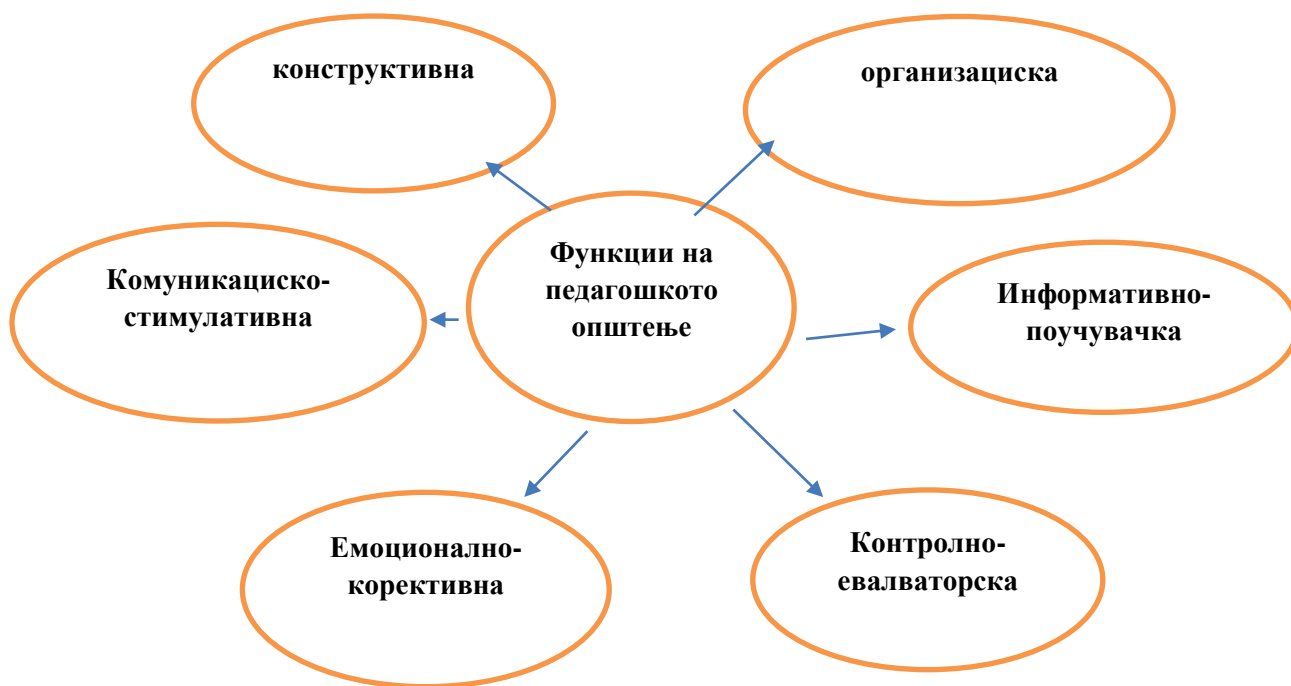 конструктивна
организациска
Функции на
педагошкото
општење
Комуникациско-
стимулативна
Информативно-
поучувачка
Емоционално-
корективна
Контролно-
евалваторска